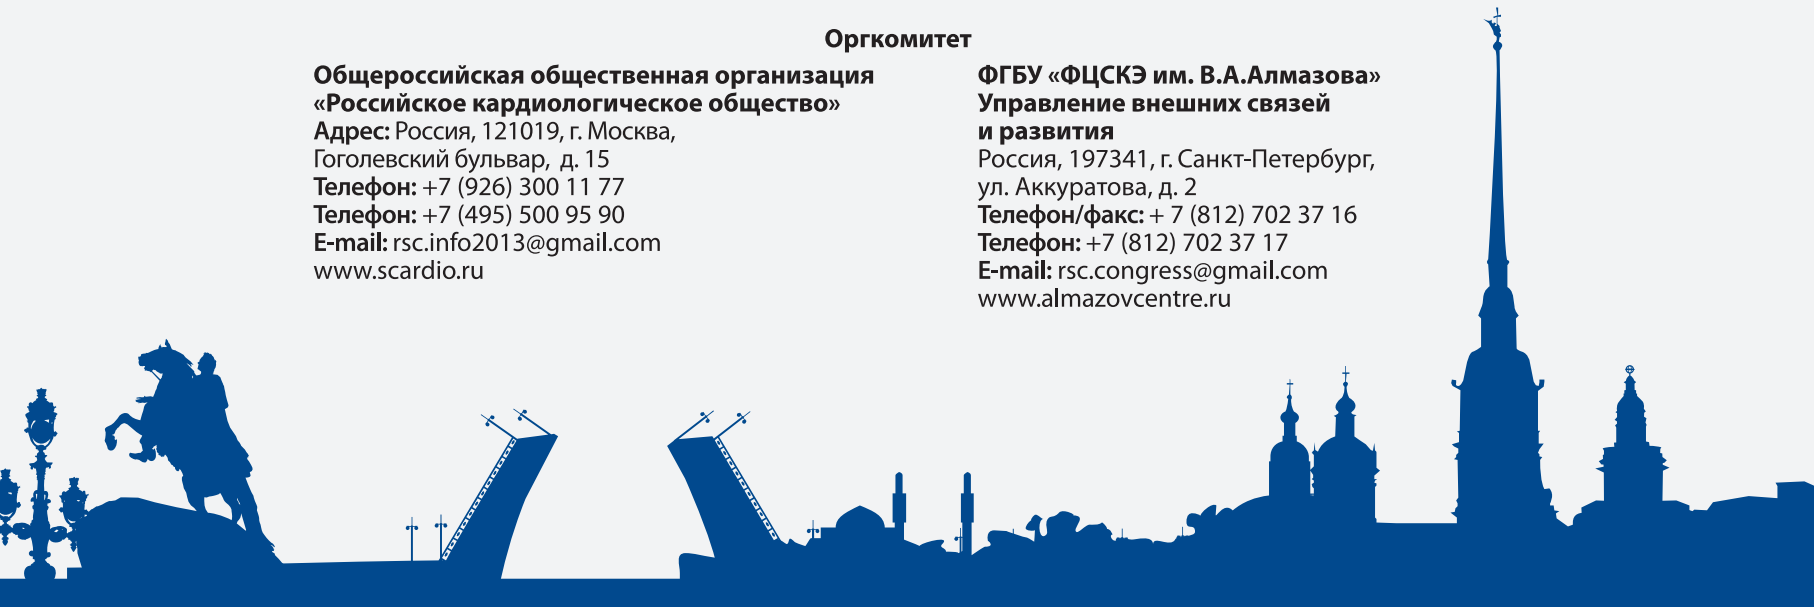 Оргкомитет
Общероссийская общественная организация
«Российское кардиологическое общество»
Адрес: Россия, 121019, г. Москва,
Гоголевский бульвар, д. 15
Телефон: +7 (926) 300 11 77
Телефон: +7 (495) 500 95 90
E-mail: rsc.info2013@gmail.com
www.scardio.ru
ФГБУ «ФЦСКЭ им. В.А.Алмазова»
Управление внешних связей
и развития
Россия, 197341, г. Санкт-Петербург,
ул. Аккуратова, д. 2
Телефон/факс: + 7 (812) 702 37 16
Телефон: +7 (812) 702 37 17
E-mail: rsc.congress@gmail.com
www.almazovcentre.ru